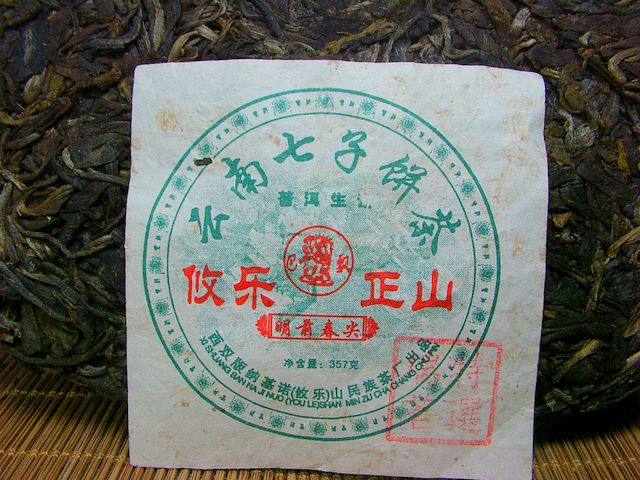 云南七子饼茶
普洱生
攸乐 正山
明前春尖
净含量：357克
西双版纳基诺(攸乐)山民族茶厂出品
XI SHUANG BAN NA JI NUO (YOU LE) SHAN MIN ZU CHA CHANG CHU PIN